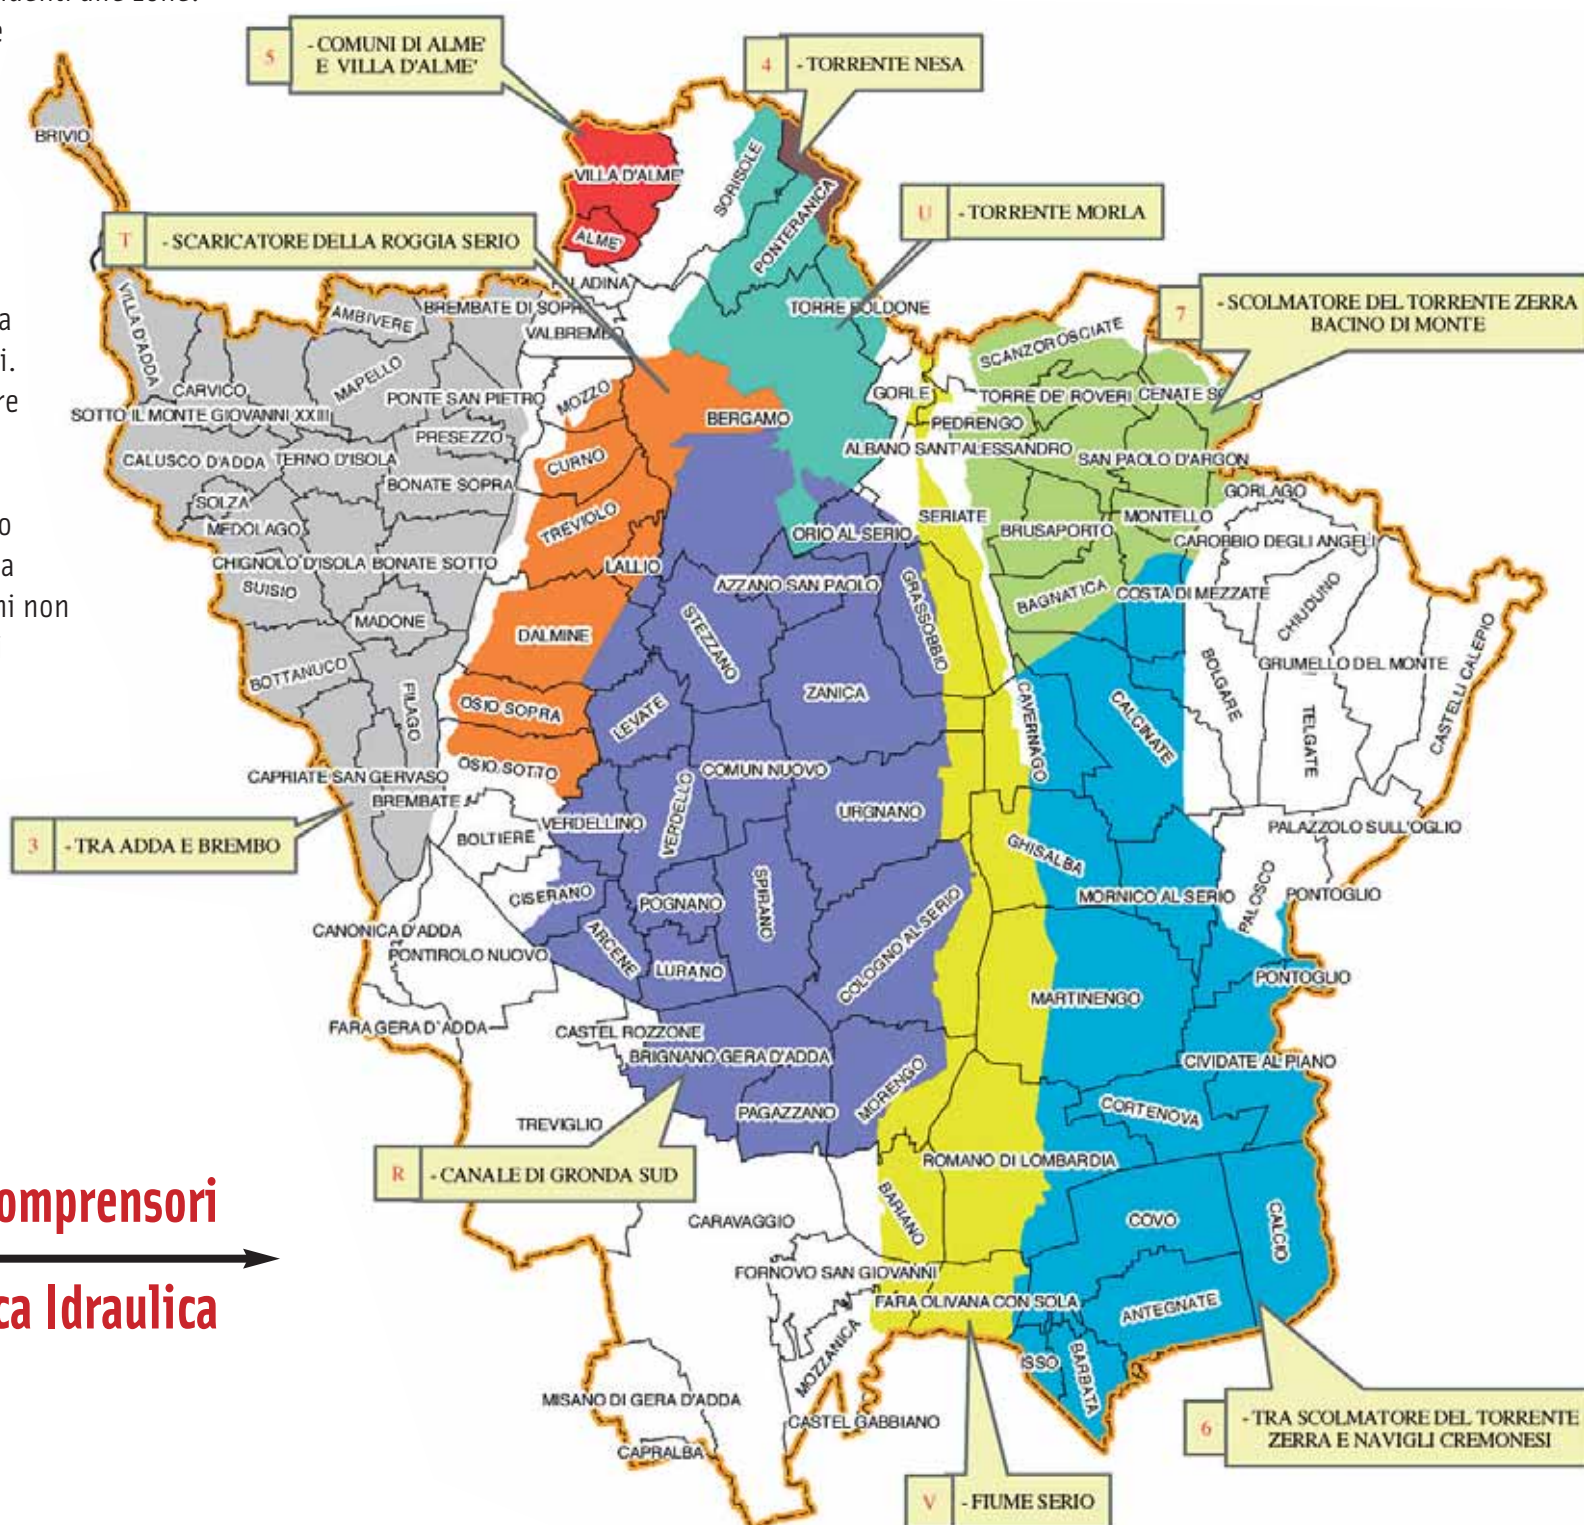 alle zone.
e
a
i.
re
o
a
ni non
omprensori
ca Idraulica
5 - COMUNI DI ALME'
E VILLA D'ALME'
4 - TORRENTE NESA
BRIVIO
VILLA D'ALME'
SORISOLE
PONTERANICA
U - TORRENTE MORLA
T - SCARICATORE DELLA ROGGIA SERIO
ALME'
PALADINA
VILLA D'ADDA
AMBIVERE
BREMBATE DI SOPRA
VALBREMBO
TORRE BOLDONE
7 - SCOLMATORE DEL TORRENTE ZERRA
BACINO DI MONTE
SCANZOROSCIATE
CARVICO
MAPELLO
PONTE SAN PIETRO
MOZZO
GORLE
TORRE DE' ROVERI
CENATE SOTTO
SOTTO IL MONTE GIOVANNI XXIII
PRESEZZO
BERGAMO
PEDRENGO
ALBANO SANT'ALESSANDRO
SAN PAOLO D'ARGON
CALUSCO D'ADDA
TERNO D'ISOLA
CURNO
BONATE SOPRA
GORLAGO
SOLZA
MEDOLAGO
TREVIOLO
ORIO AL SERIO
SERIATE
BRUSAPORTO
MONTELLO
CAROBBIO DEGLI ANGELI
CHIGNOLO D'ISOLA
BONATE SOTTO
LALLIO
AZZANO SAN PAOLO
GRASSOBBIO
BAGNATICA
COSTA DI MEZZATE
CHIUDUNO
SUISIO
MADONE
DALMINE
STEZZANO
BOTTANUCO
FILAGO
OSIO SOPRA
LEVATE
ZANICA
CAVERNAGO
CALCINATE
BOLGARE
GRUMELLO DEL MONTE
TELGATE
CASTELLI CALEPIO
CAPRIATE SAN GERVASO
OSIO SOTTO
COMUN NUOVO
BREMBATE
3 - TRA ADDA E BREMBO
BOLTIERE
VERDELLINO
VERDELLO
URGNANO
GHISALBA
PALAZZOLO SULL'OGLIO
CISERANO
POGNANO
SPIRANO
COLOGNO AL SERIO
MORNICO AL SERIO
PALOSCO
PONTOGLIO
CANONICA D'ADDA
PONTIROLO NUOVO
ARCENE
LURANO
MARTINENGO
PONTOGLIO
FARA GERA D'ADDA
CASTEL ROZZONE
BRIGNANO GERA D'ADDA
CIVIDATE AL PIANO
TREVIGLIO
PAGAZZANO
MORENGO
CORTENOVA
R - CANALE DI GRONDA SUD
ROMANO DI LOMBARDIA
CARAVAGGIO
BARIANO
COVO
CALCIO
FORNOVO SAN GIOVANNI
FARA OLIVANA CON SOLA
ANTEGNATE
MOZZANICA
ISSO
BARBATA
MISANO DI GERA D'ADDA
CASTEL GABBIANO
CAPRALBA
6 - TRA SCOLMATORE DEL TORRENTE
ZERRA E NAVIGLI CREMONESI
V - FIUME SERIO